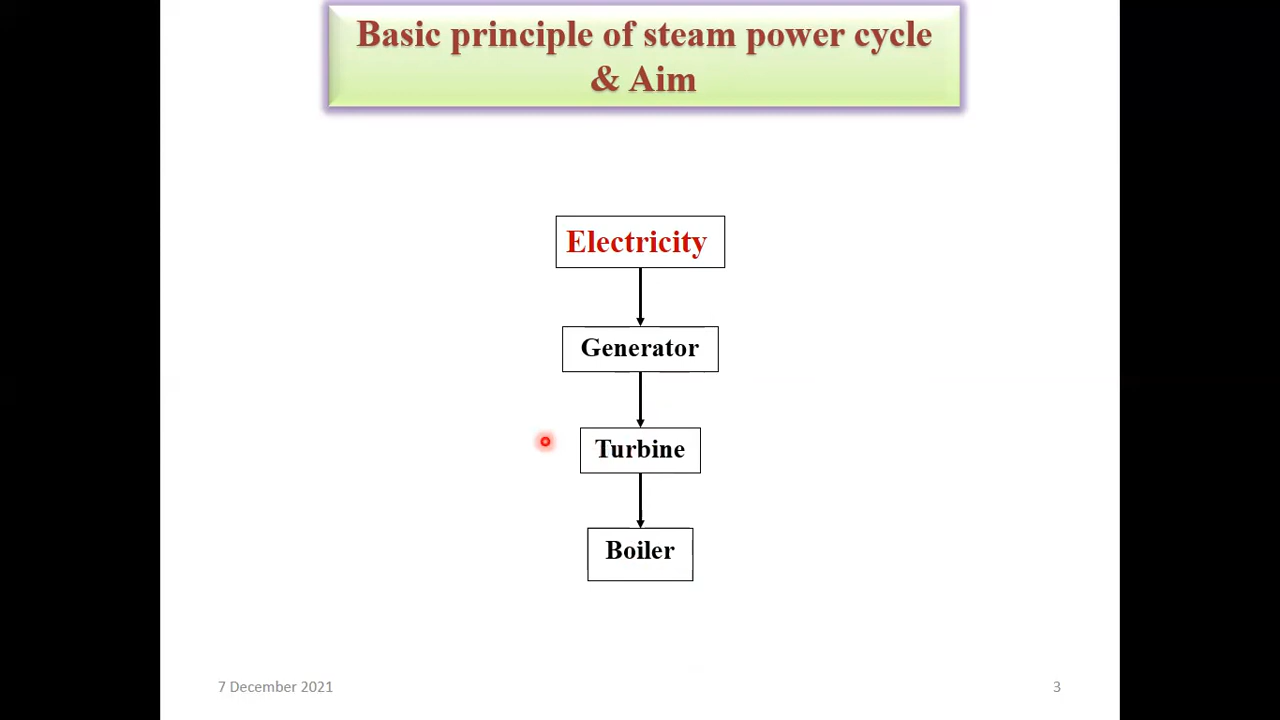 Basic principle of steam power cycle
& Aim
Electricity
Generator
Turbine
Boiler
7 December 2021
3